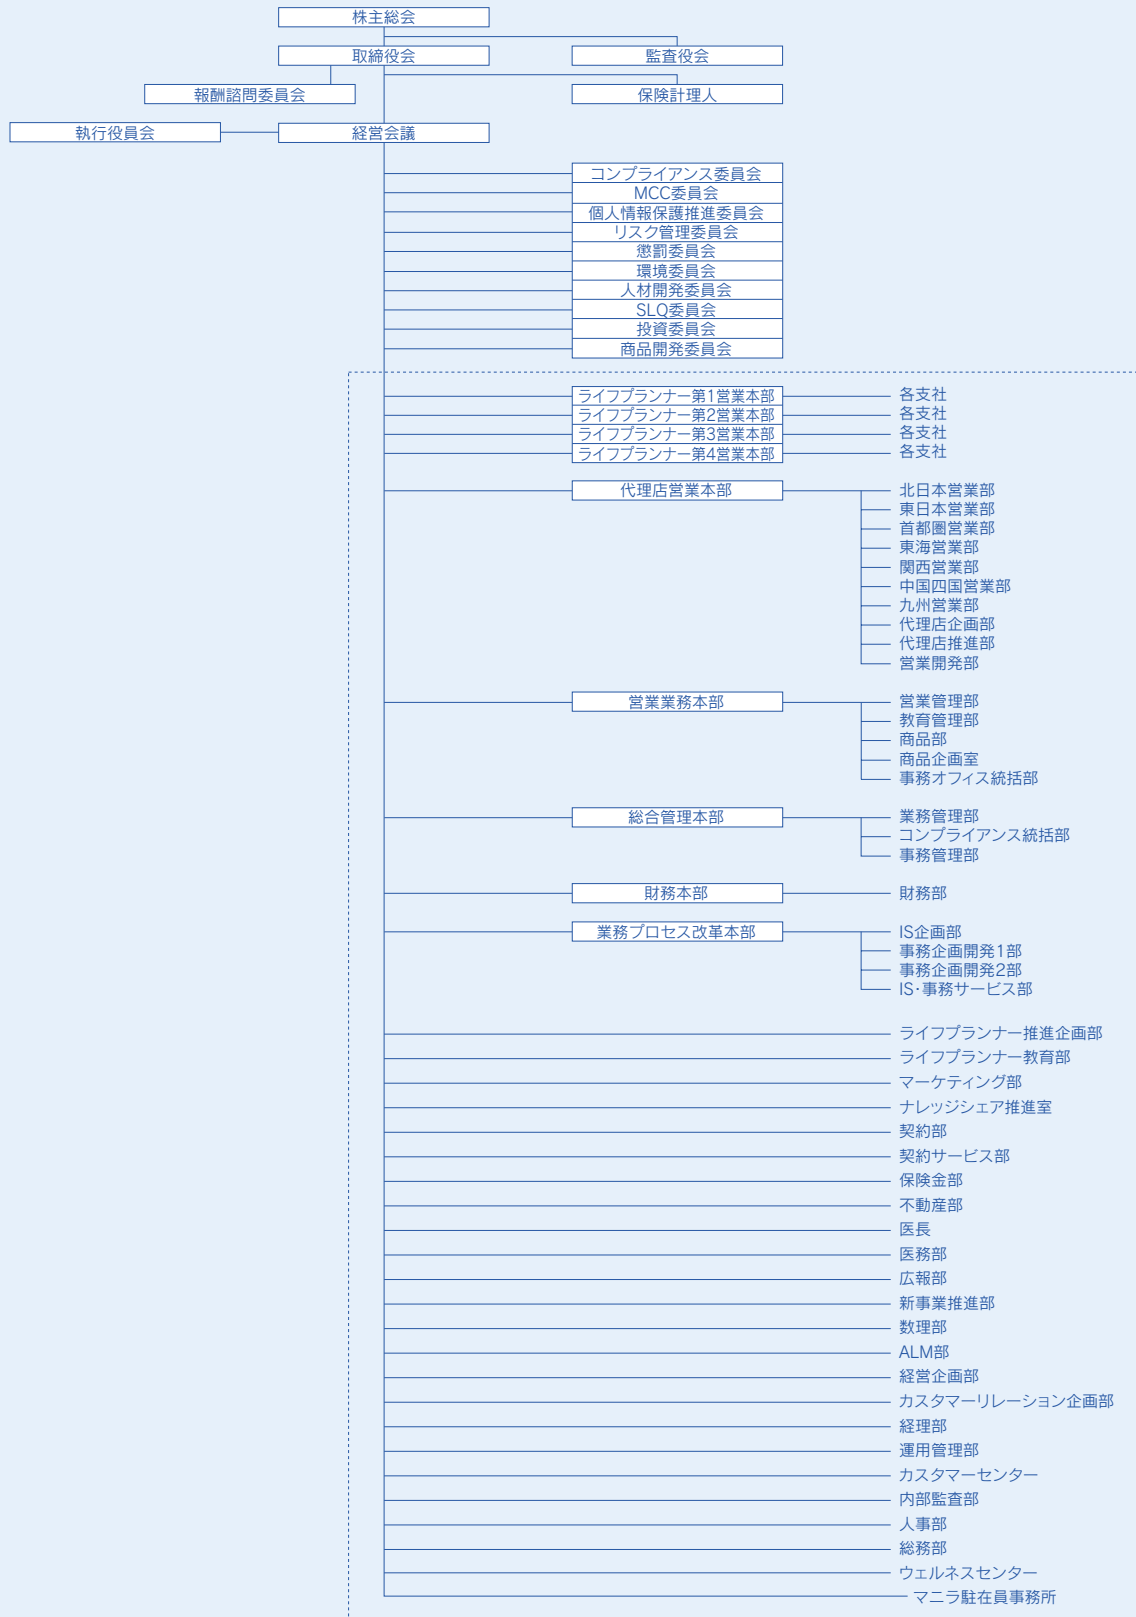 株主総会
取締役会
監査役会
報酬諮問委員会
保険計理人
執行役員会
経営会議
コンプライアンス委員会
MCC委員会
個人情報保護推進委員会
リスク管理委員会
懲罰委員会
環境委員会
人材開発委員会
SLQ委員会
投資委員会
商品開発委員会
ライフプランナー第1営業本部
各支社
ライフプランナー第2営業本部
各支社
ライフプランナー第3営業本部
各支社
ライフプランナー第4営業本部
各支社
代理店営業本部
北日本営業部
東日本営業部
首都圏営業部
東海営業部
関西営業部
中国四国営業部
九州営業部
代理店企画部
代理店推進部
営業開発部
営業業務本部
営業管理部
教育管理部
商品部
商品企画室
事務オフィス統括部
総合管理本部
業務管理部
コンプライアンス統括部
事務管理部
財務本部
財務部
業務プロセス改革本部
IS企画部
事務企画開発1部
事務企画開発2部
IS・事務サービス部
ライフプランナー推進企画部
ライフプランナー教育部
マーケティング部
ナレッジシェア推進室
契約部
契約サービス部
保険金部
不動産部
医長
医務部
広報部
新事業推進部
数理部
ALM部
経営企画部
カスタマーリレーション企画部
経理部
運用管理部
カスタマーセンター
内部監査部
人事部
総務部
ウェルネスセンター
マニラ駐在員事務所